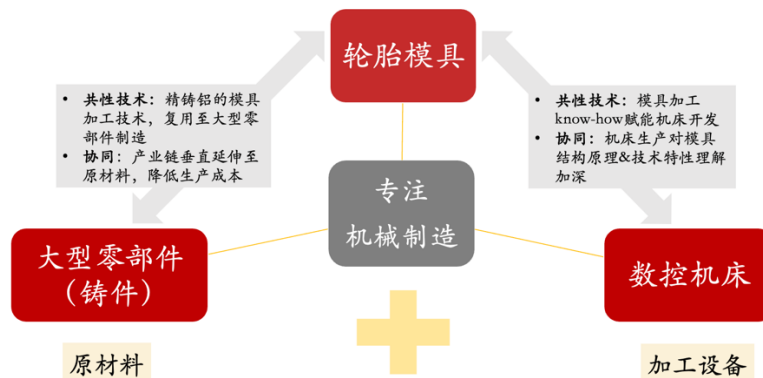 轮胎模具
• 共性技术：精铸铝的模具
加工技术，复用至大型零
部件制造
• 协同：产业链垂直延伸至
原材料，降低生产成本
• 共性技术：模具加工
know-how赋能机床开发
• 协同：机床生产对模具
结构原理&技术特性理解
加深
专注
机械制造
大型零部件
（铸件）
数控机床
原材料
加工设备